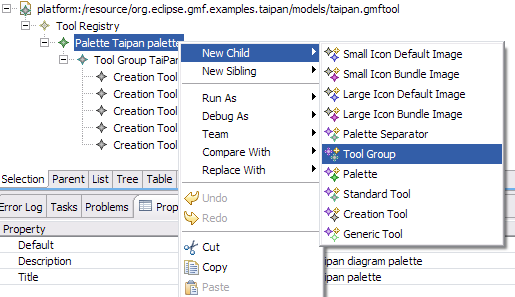 platform:/resource/org.eclipse.gmf.examples.taipan/models/taipan.gmftool
Tool Registry
Palette Taipan palette
Tool Group TaiPan
Creation Tool
Creation Tool
Creation Tool
Creation Tool
Creation Tool
New Child
New Sibling
Run As
Debug As
Team
Compare With
Replace With
Undo
Redo
Cut
Copy
Paste
Small Icon Default Image
Small Icon Bundle Image
Large Icon Default Image
Large Icon Bundle Image
Palette Separator
Tool Group
Palette
Standard Tool
Creation Tool
Generic Tool
Selection Parent List Tree Table
Error Log Tasks Problems Prop
Property
Default
Description ipan diagram palette
Title ipan palette